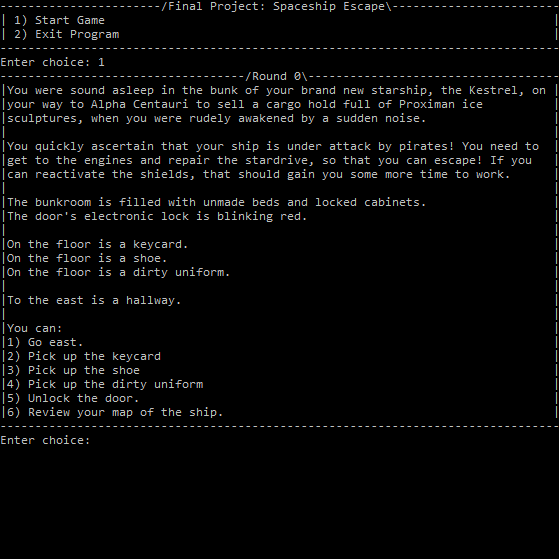 -----------------------/Final Project: Spaceship Escape\------------------------
| 1) Start Game |
| 2) Exit Program |
--------------------------------------------------------------------------------
Enter choice: 1
-----------------------------------/Round 0\------------------------------------
|You were sound asleep in the bunk of your brand new starship, the Kestrel, on |
|your way to Alpha Centauri to sell a cargo hold full of Proximan ice |
|sculptures, when you were rudely awakened by a sudden noise. |
| |
|You quickly ascertain that your ship is under attack by pirates! You need to |
|get to the engines and repair the stardrive, so that you can escape! If you |
|can reactivate the shields, that should gain you some more time to work. |
| |
|The bunkroom is filled with unmade beds and locked cabinets. |
|The door's electronic lock is blinking red. |
| |
|On the floor is a keycard. |
|On the floor is a shoe. |
|On the floor is a dirty uniform. |
| |
|To the east is a hallway. |
| |
|You can: |
|1) Go east. |
|2) Pick up the keycard |
|3) Pick up the shoe |
|4) Pick up the dirty uniform |
|5) Unlock the door. |
|6) Review your map of the ship. |
--------------------------------------------------------------------------------
Enter choice: